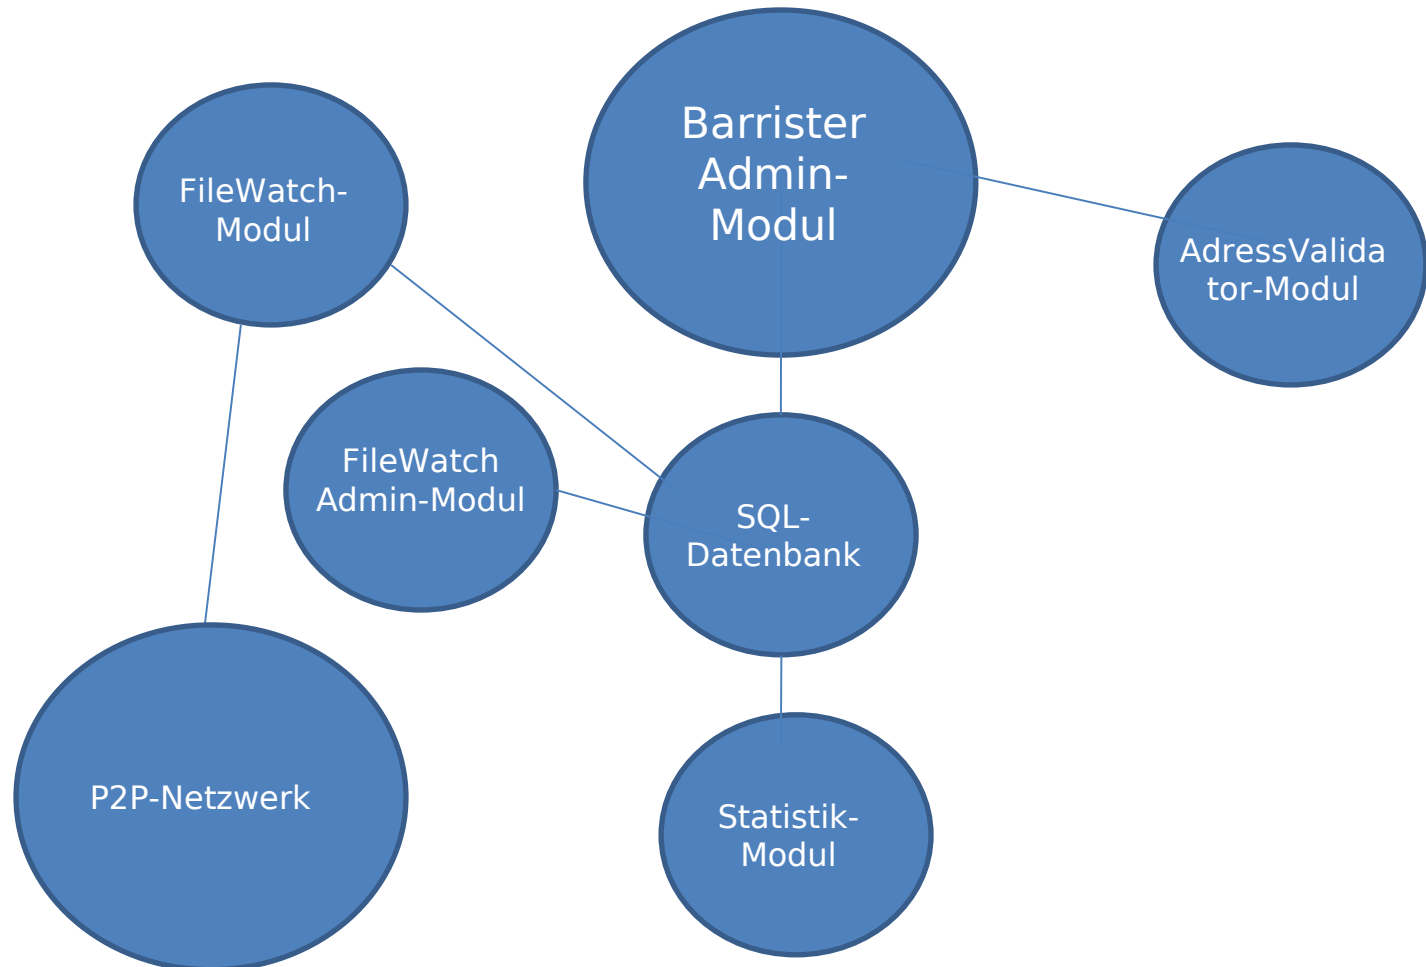 Barrister
Admin-
Modul
FileWatch-
Modul
AdressValida
tor-Modul
FileWatch
Admin-Modul
SQL-
Datenbank
P2P-Netzwerk
Statistik-
Modul